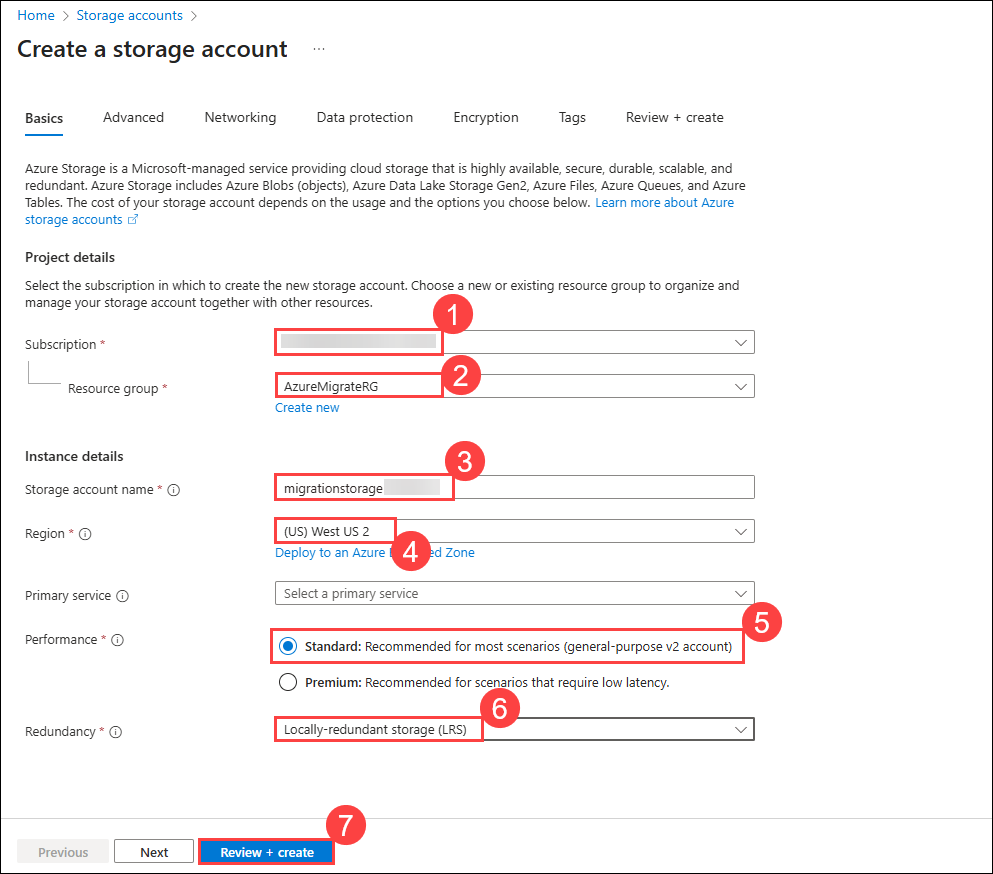 Home > Storage accounts >
Create a storage account ...
Basics Advanced Networking Data protection Encryption Tags Review + create
Azure Storage is a Microsoft-managed service providing cloud storage that is highly available, secure, durable, scalable, and
redundant. Azure Storage includes Azure Blobs (objects), Azure Data Lake Storage Gen2, Azure Files, Azure Queues, and Azure
Tables. The cost of your storage account depends on the usage and the options you choose below. Learn more about Azure
storage accounts
Project details
Select the subscription in which to create the new storage account. Choose a new or existing resource group to organize and
manage your storage account together with other resources.
1
Subscription *
2
Resource group * AzureMigrateRG
Create new
Instance details
3
Storage account name * migrationstorage
Region * (US) West US 2
4
Deploy to an Azure ed Zone
Primary service Select a primary service
5
Performance * Standard: Recommended for most scenarios (general-purpose v2 account)
Premium: Recommended for scenarios that require low latency.
6
Redundancy * Locally-redundant storage (LRS)
7
Previous Next Review + create